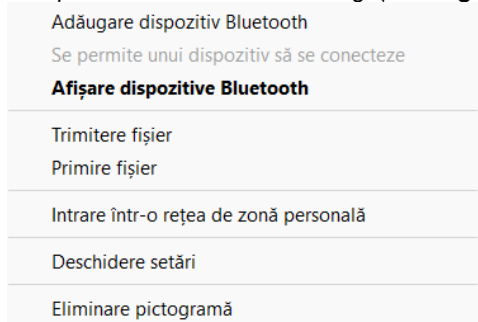 Adăugare dispozitiv Bluetooth
Se permite unui dispozitiv să se conecteze
Afișare dispozitive Bluetooth
Trimitere fișier
Primire fișier
Intrare într-o rețea de zonă personală
Deschidere setări
Eliminare pictogramă